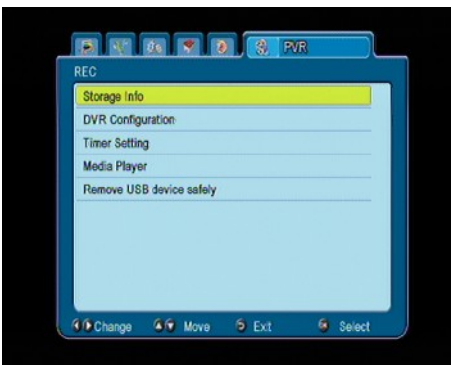 PVR
REC
Storage Info
DVR Configuration
Timer Setting
Media Player
Remove USB device safely
Change Move Exit Select